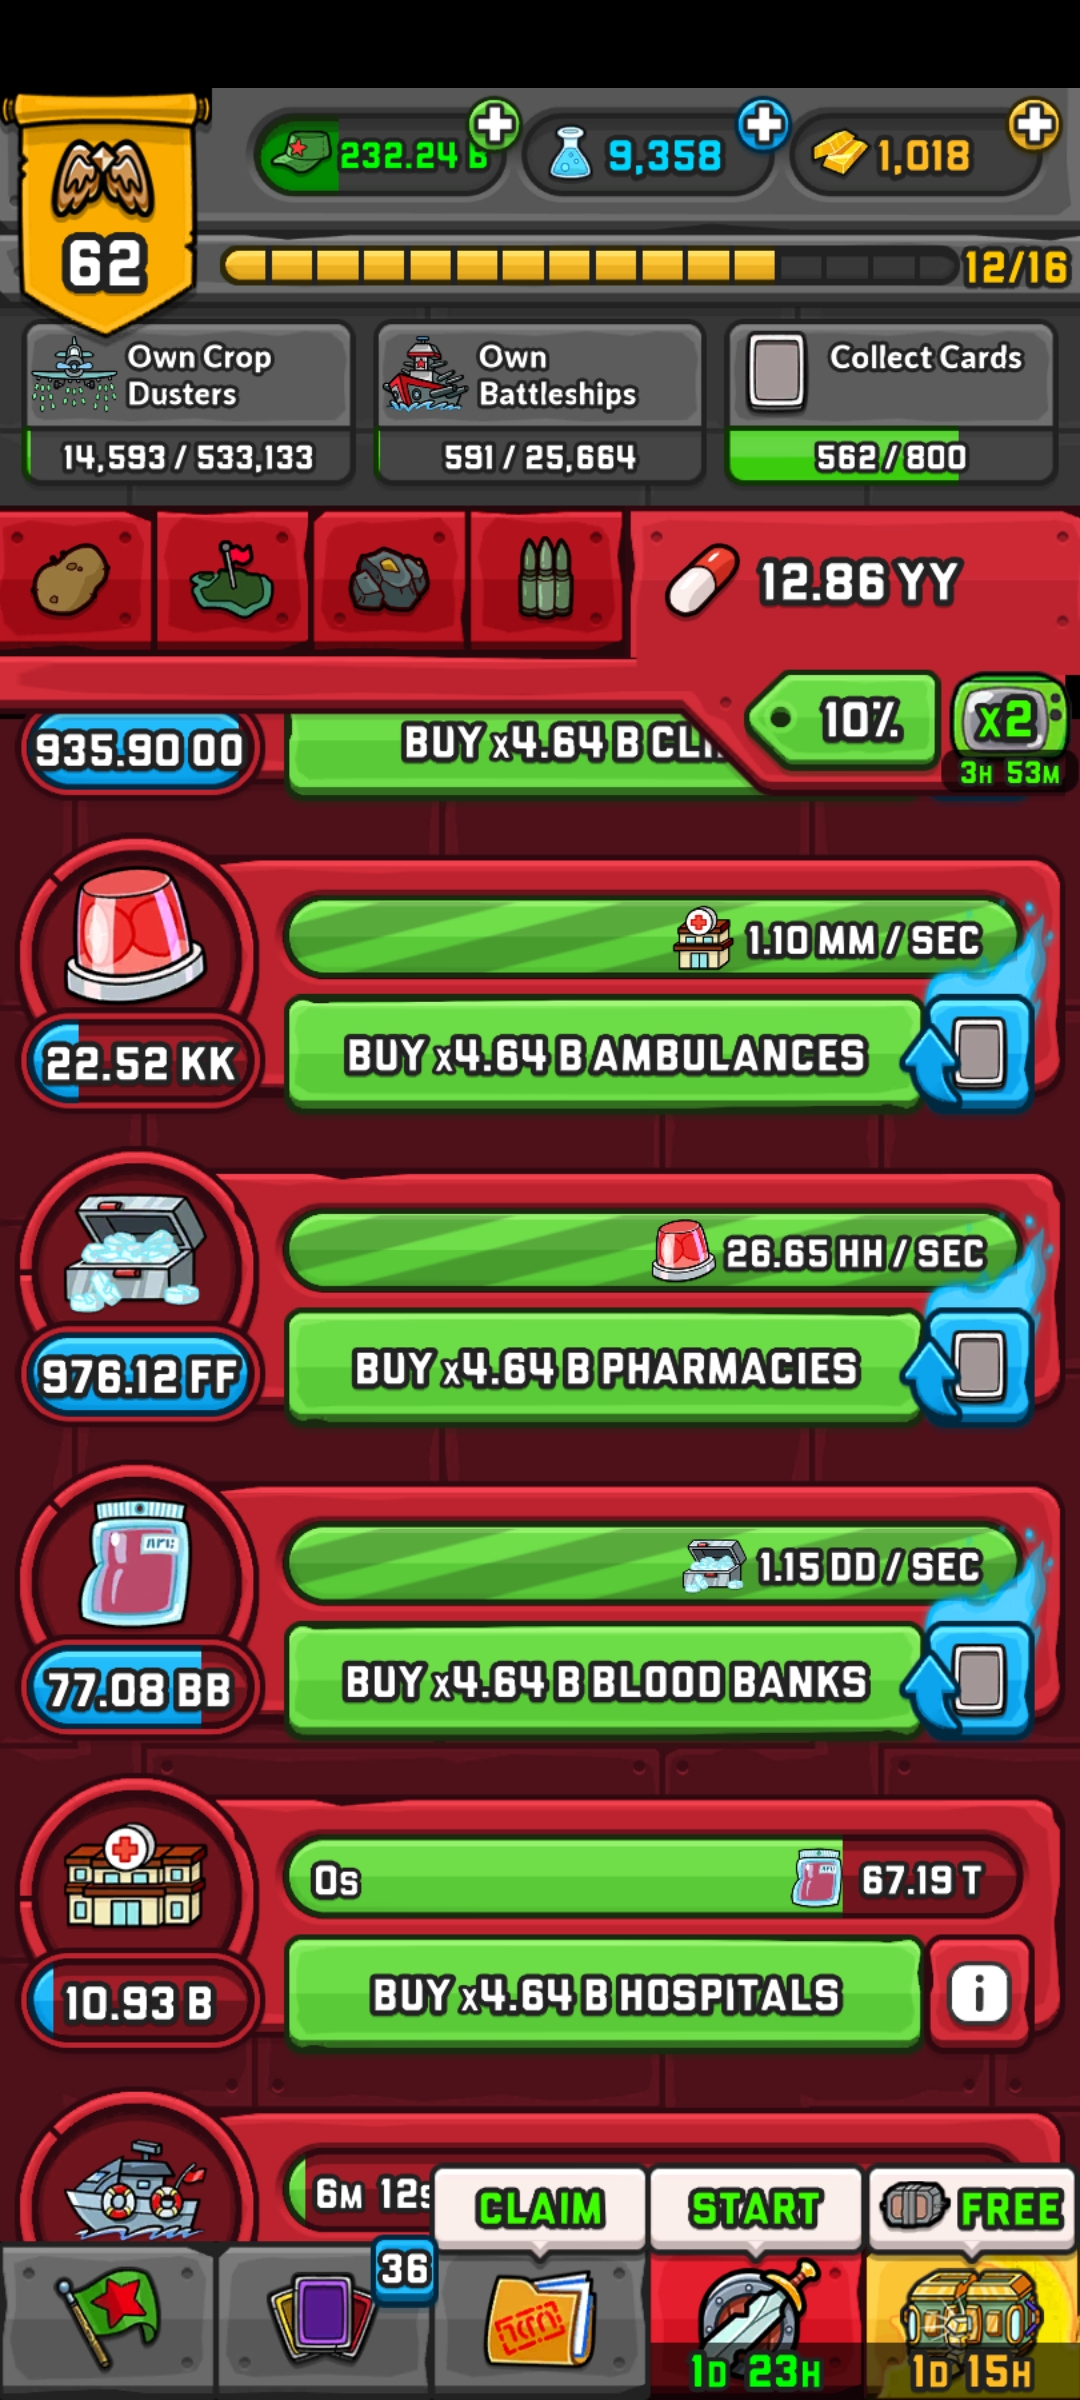 232.24 B
9,358
1,018
62
12/16
Own Crop
Dusters
14,593 / 533,133
Own
Battleships
591 / 25,664
Collect Cards
562 / 800
12.86 YY
10%
x2
3H 53M
935.90 OO
BUY x4.64 B
1.10 MM / SEC
22.52 KK
BUY x4.64 B AMBULANCES
26.65 HH / SEC
976.12 FF
BUY x4.64 B PHARMACIES
1.15 DD / SEC
77.08 BB
BUY x4.64 B BLOOD BANKS
0s
67.19 T
10.93 B
BUY x4.64 B HOSPITALS
i
6M 12s
CLAIM
START
FREE
36
1D 23H
1D 15H